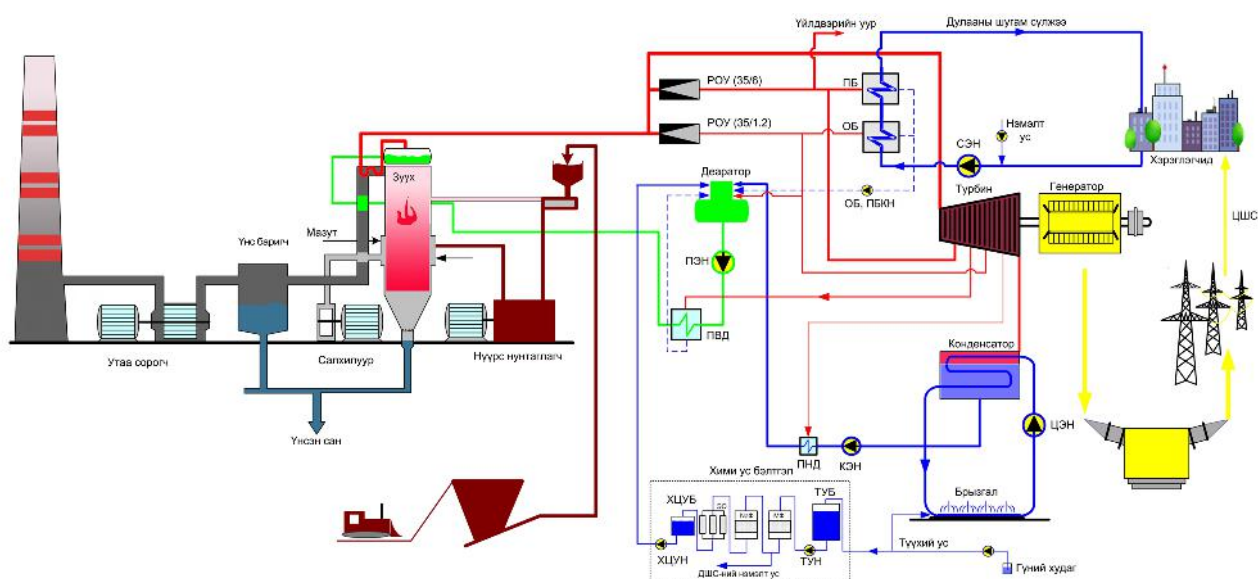 Үйлдвэрийн уур
Дулааны шугам сүлжээ
РОУ (35/6)
ПБ
РОУ (35/1.2)
ОБ
Нэмэлт
ус
СЭН
Хэрэглэгчид
Зуух
Деаратор
ОБ, ПБКН
Турбин
Генератор
ЦШС
Үнс баригч
Мазут
ПЭН
ПВД
Утаа сорогч
Салхилуур
Нүүрс нунтаглагч
Конденсатор
ЦЭН
Үнсэн сан
ПНД
КЭН
Хими ус бэлтгэл
ХЦУБ
ТУБ
Брызгал
ХЦУН
ТУН
Түүхий ус
ДШС-ний нэмэлт ус
Гүний худаг